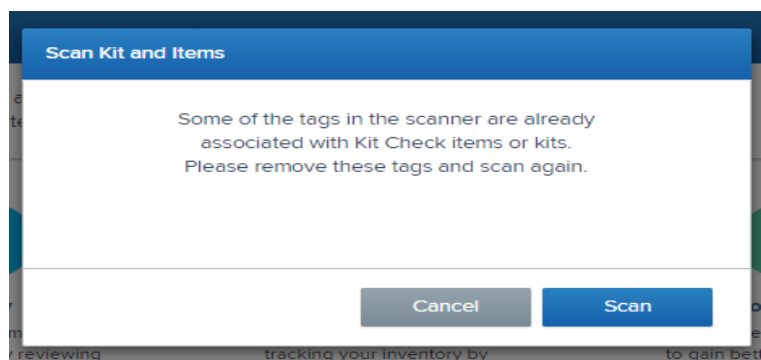 Scan Kit and Items
Some of the tags in the scanner are already
associated with Kit Check items or kits.
Please remove these tags and scan again.
Cancel
Scan
reviewing
tracking your inventory by
to gain